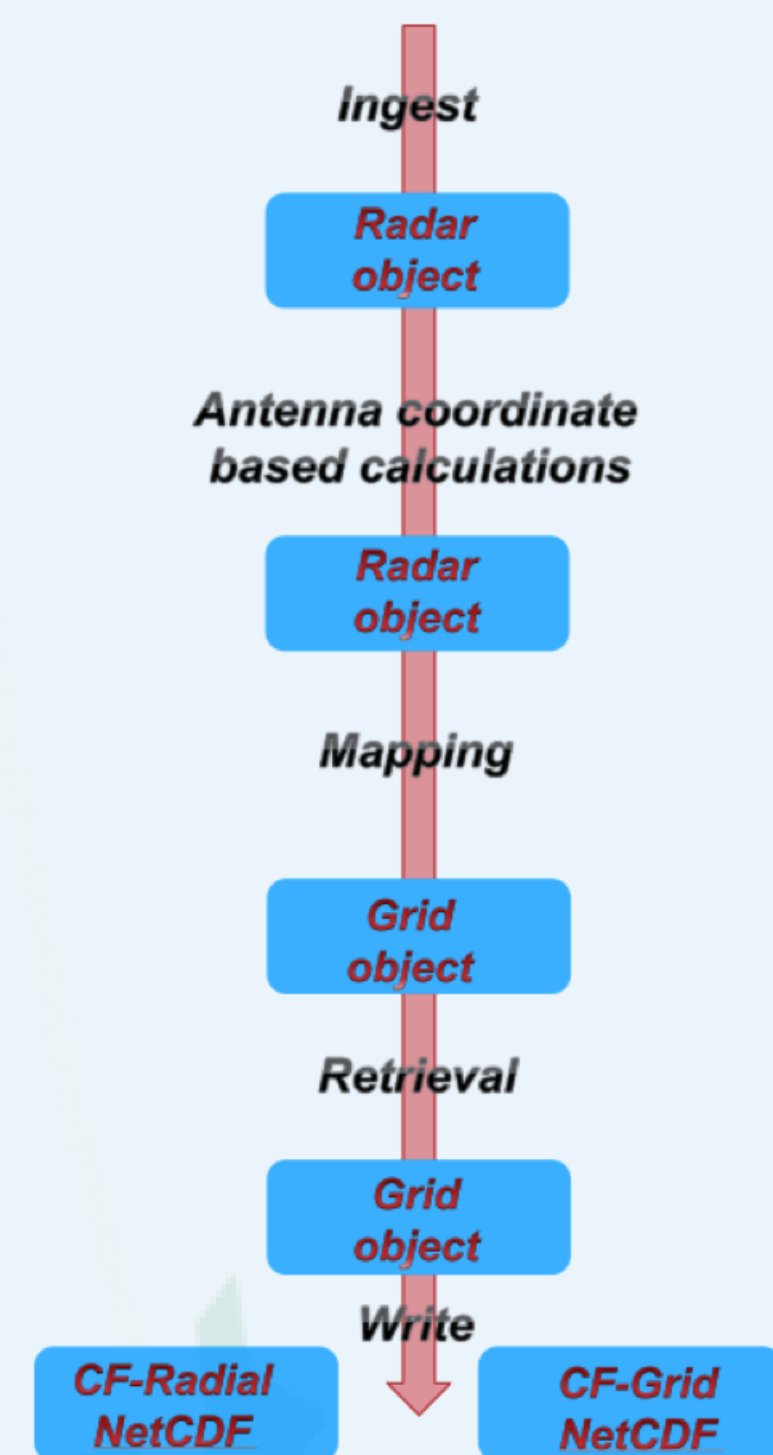 Ingest
Radar
object
Antenna coordinate
based calculations
Radar
object
Mapping
Grid
object
Retrieval
Grid
object
Write
CF-Radial
NetCDF
CF-Grid
NetCDF